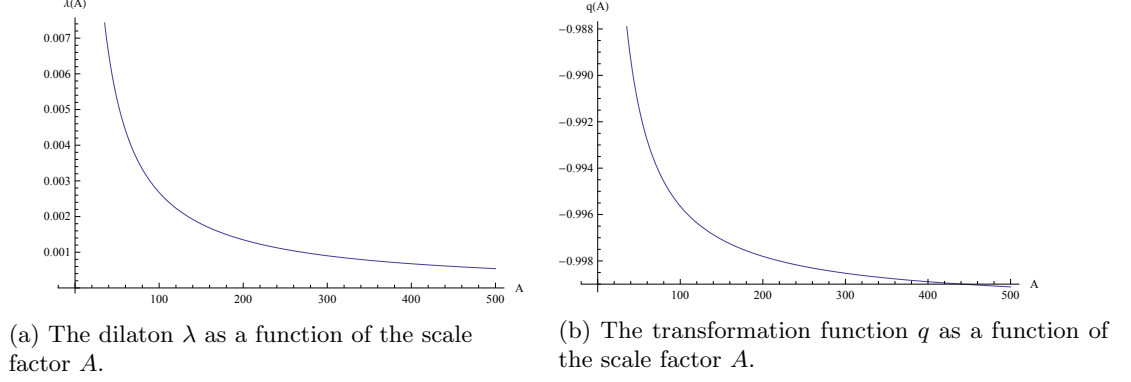 λ(A)
0.007
0.006
0.005
0.004
0.003
0.002
0.001
100 200 300 400 500
A
q(A)
−0.988
−0.990
−0.992
−0.994
−0.996
−0.998
100 200 300 400 500
A
(a) The dilaton λ as a function of the scale
factor A.
(b) The transformation function q as a function of
the scale factor A.